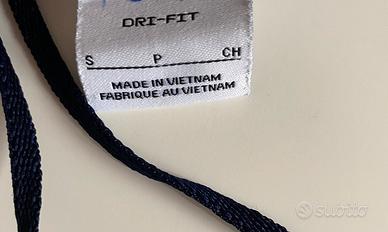 DRI-FIT
S P CH
MADE IN VIETNAM
FABRIQUE AU VIETNAM
subito